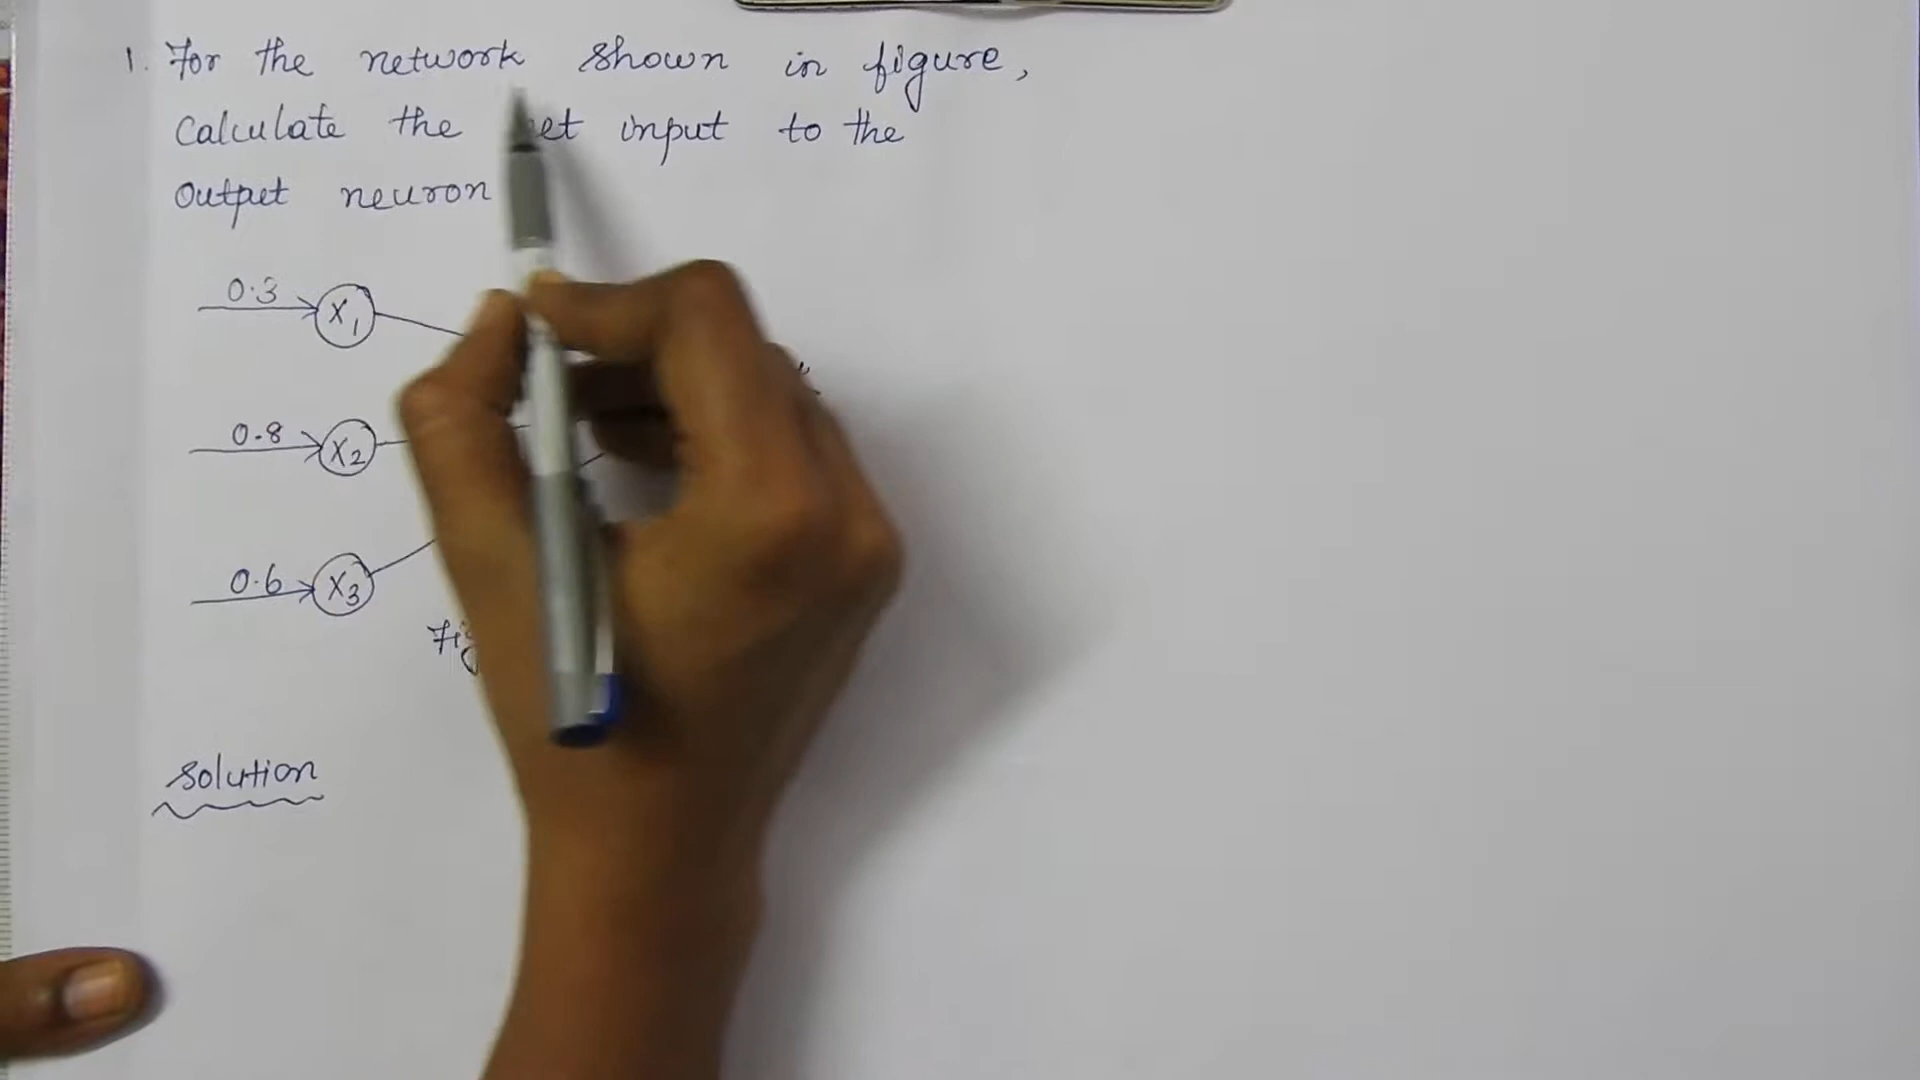 1. For the network shown in figure,
Calculate the net input to the
Output neuron
0.3 X1
0.8 X2
0.6 X3
Solution